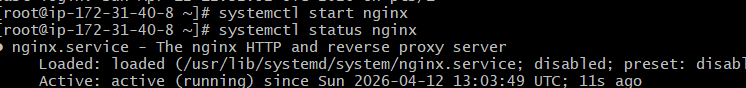 [root@ip-172-31-40-8 ~]# systemctl start nginx
[root@ip-172-31-40-8 ~]# systemctl status nginx
● nginx.service - The nginx HTTP and reverse proxy server
Loaded: loaded (/usr/lib/systemd/system/nginx.service; disabled; preset: disabl
Active: active (running) since Sun 2026-04-12 13:03:49 UTC; 11s ago